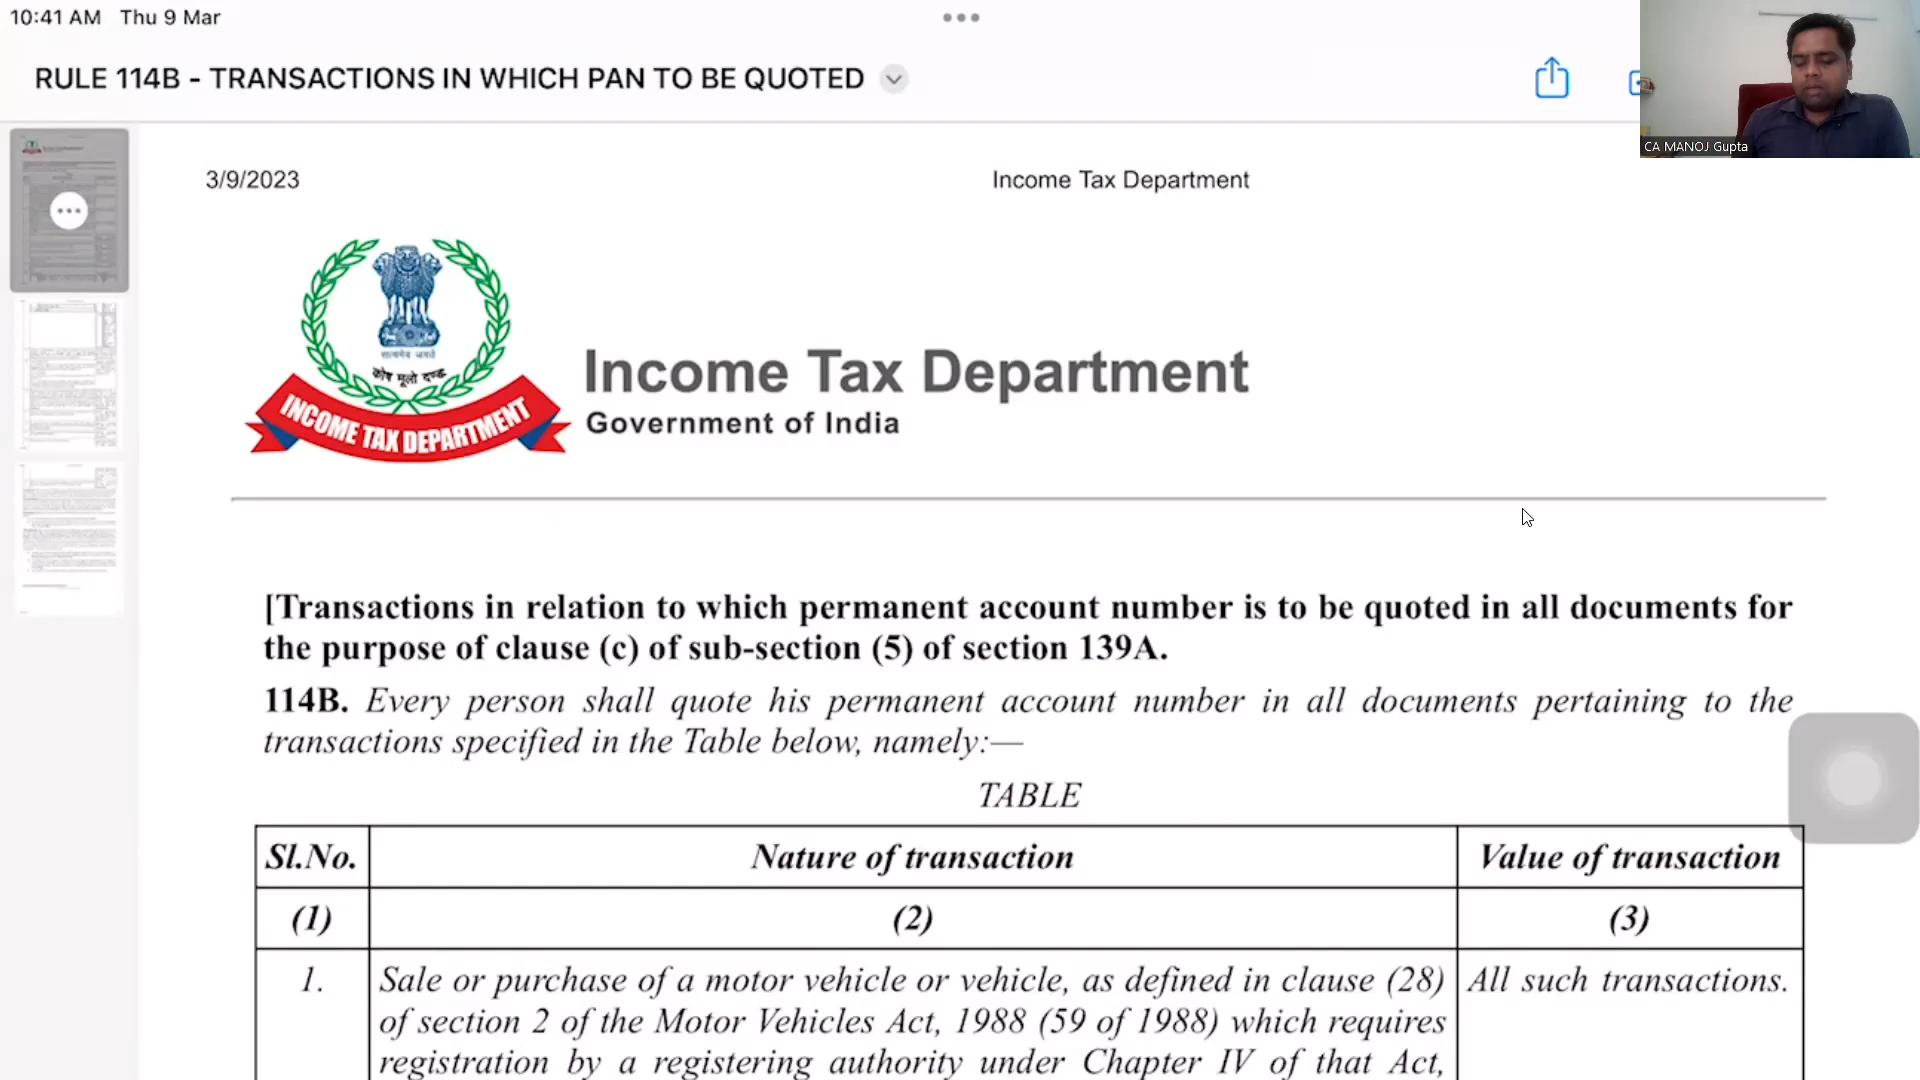 10:41 AM Thu 9 Mar
RULE 114B - TRANSACTIONS IN WHICH PAN TO BE QUOTED
CA MANOJ Gupta
3/9/2023
Income Tax Department
सत्यमेव जयते
कोष मूलो दण्ड
INCOME TAX DEPARTMENT
Income Tax Department
Government of India
[Transactions in relation to which permanent account number is to be quoted in all documents for
the purpose of clause (c) of sub-section (5) of section 139A.
114B. Every person shall quote his permanent account number in all documents pertaining to the
transactions specified in the Table below, namely:—
TABLE
Sl.No. Nature of transaction Value of transaction
(1) (2) (3)
1. Sale or purchase of a motor vehicle or vehicle, as defined in clause (28) All such transactions.
of section 2 of the Motor Vehicles Act, 1988 (59 of 1988) which requires
registration by a registering authority under Chapter IV of that Act,